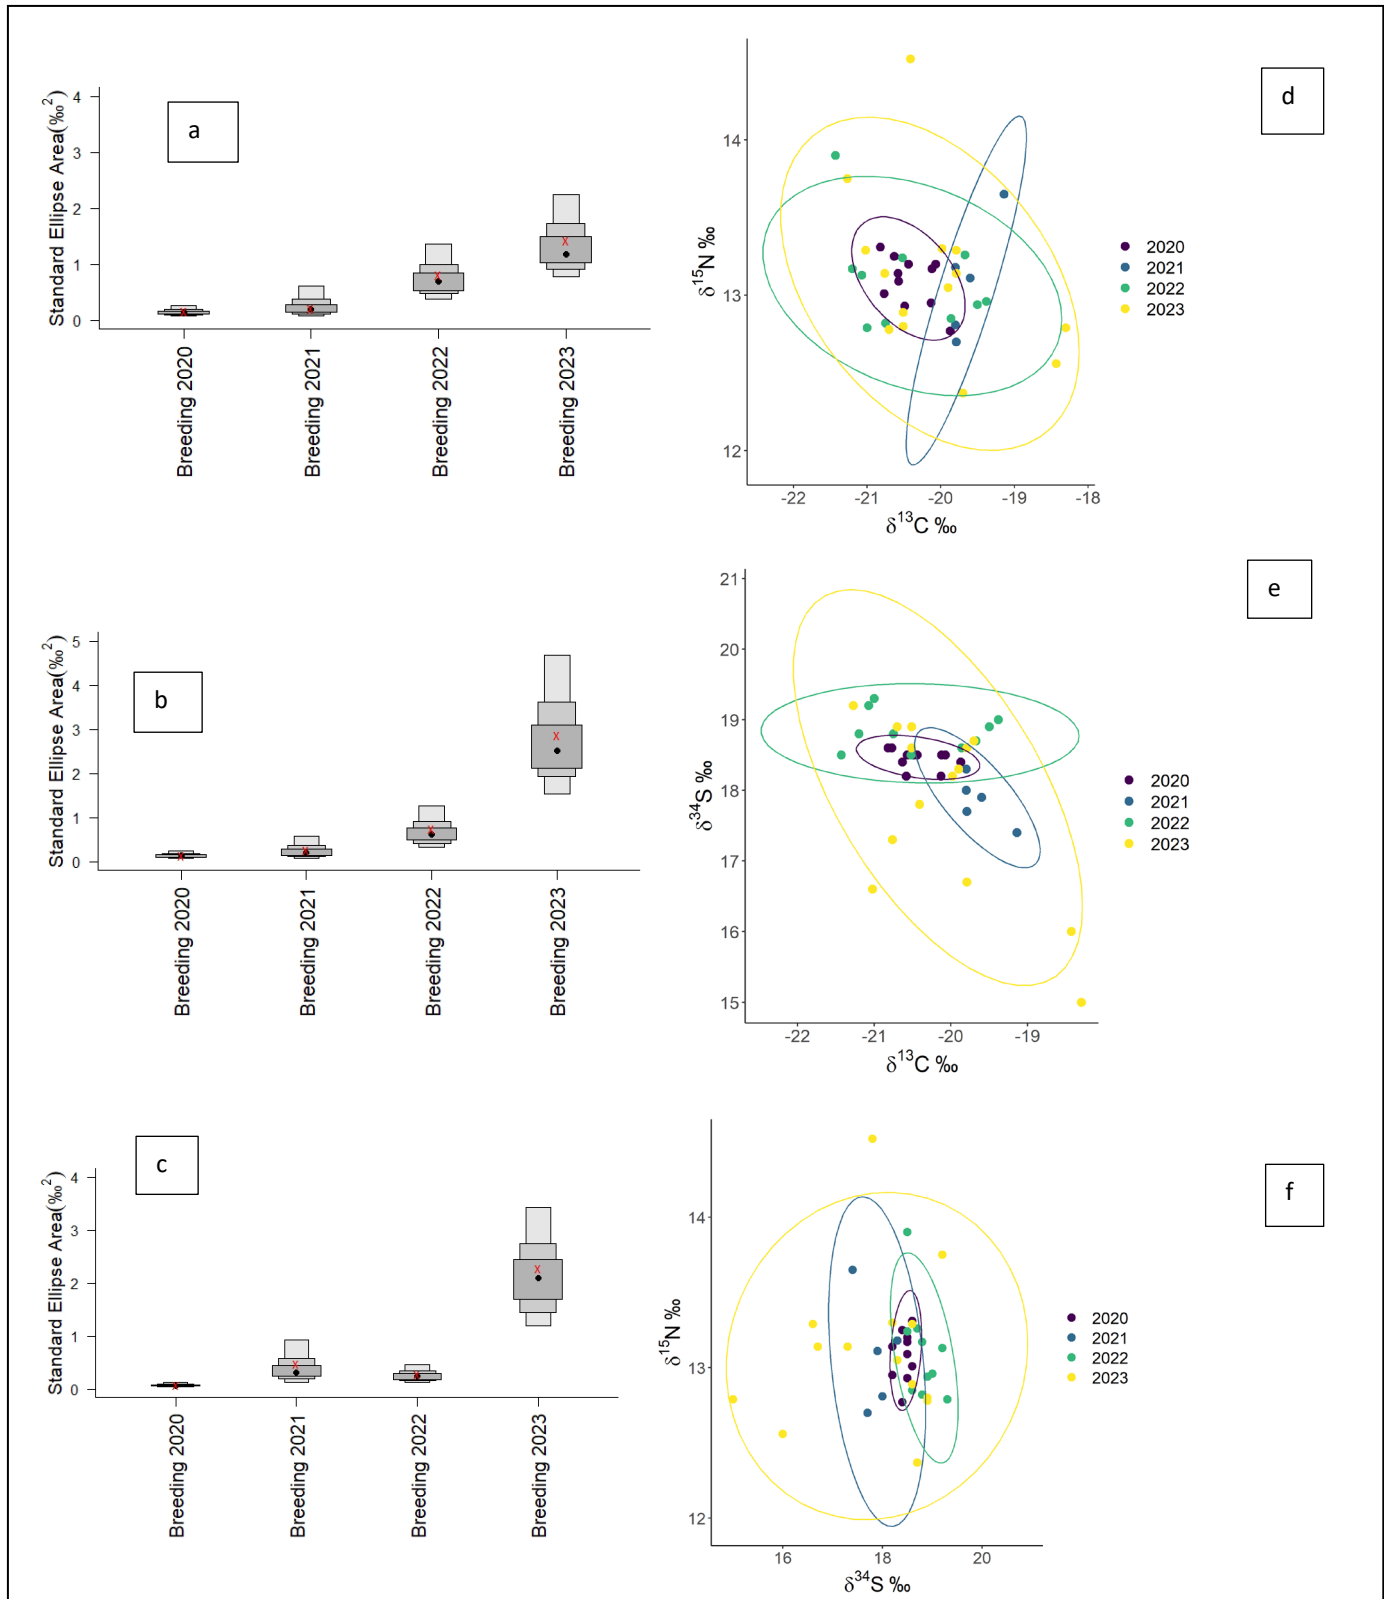 a
Standard Ellipse Area(‰²)
4
3
2
1
0
Breeding 2020
Breeding 2021
Breeding 2022
Breeding 2023
d
δ¹⁵N ‰
14
13
12
-22 -21 -20 -19 -18
δ¹³C ‰
2020
2021
2022
2023
b
Standard Ellipse Area(‰²)
5
4
3
2
1
0
Breeding 2020
Breeding 2021
Breeding 2022
Breeding 2023
e
δ³⁴S ‰
21
20
19
18
17
16
15
-22 -21 -20 -19
δ¹³C ‰
2020
2021
2022
2023
c
Standard Ellipse Area(‰²)
4
3
2
1
0
Breeding 2020
Breeding 2021
Breeding 2022
Breeding 2023
f
δ¹⁵N ‰
14
13
12
16 18 20
δ³⁴S ‰
2020
2021
2022
2023